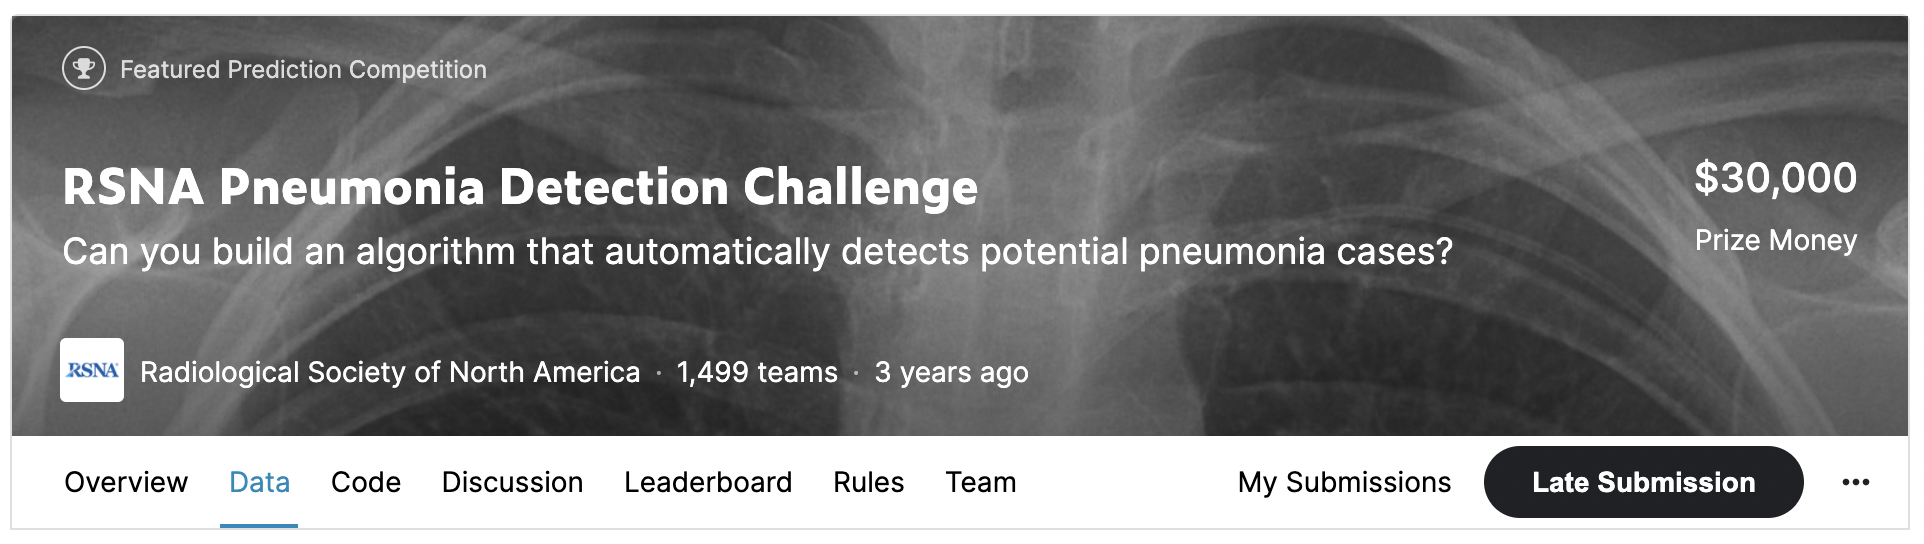 Featured Prediction Competition
RSNA Pneumonia Detection Challenge
$30,000
Can you build an algorithm that automatically detects potential pneumonia cases?
Prize Money
RSNA
Radiological Society of North America · 1,499 teams · 3 years ago
Overview Data Code Discussion Leaderboard Rules Team My Submissions Late Submission ...